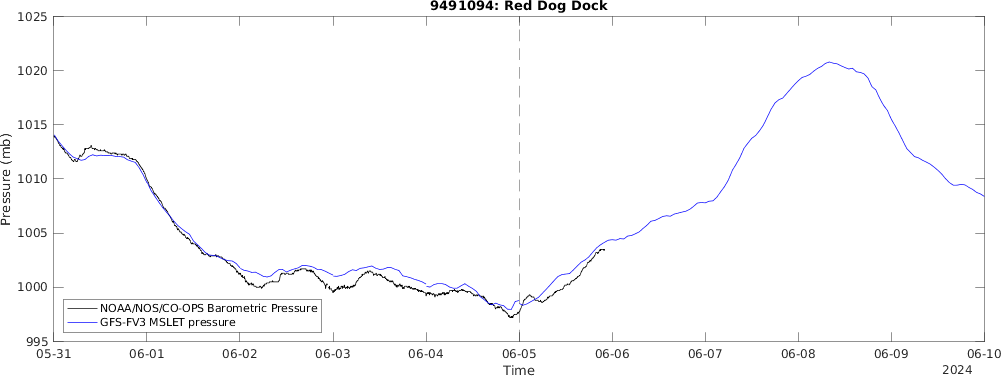 9491094: Red Dog Dock
Pressure (mb)
1025
1020
1015
1010
1005
1000
995
NOAA/NOS/CO-OPS Barometric Pressure
GFS-FV3 MSLET pressure
05-31 06-01 06-02 06-03 06-04 06-05 06-06 06-07 06-08 06-09 06-10
Time
2024